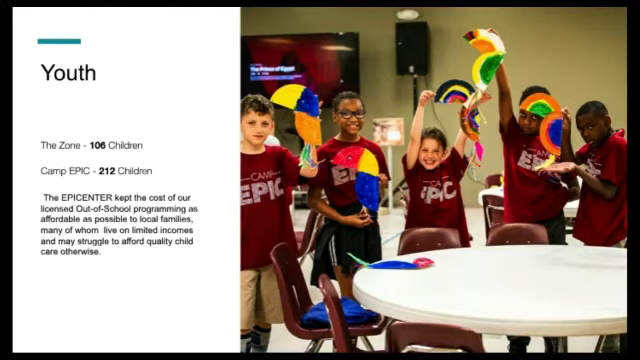 Youth
The Zone - 106 Children
Camp EPIC - 212 Children
The EPICENTER kept the cost of our
licensed Out-of-School programming as
affordable as possible to local families,
many of whom live on limited incomes
and may struggle to afford quality child
care otherwise.
The Prince of Egypt
CAMP
EPIC
CAMP
EPIC